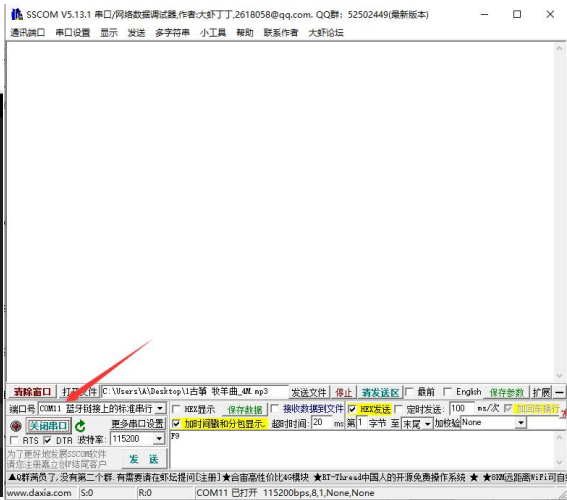 SSCOM V5.13.1 串口/网络数据调试器,作者:大虾丁丁,2618058@qq.com. QQ群: 52502449(最新版本)
通讯端口 串口设置 显示 发送 多字符串 小工具 帮助 联系作者 大虾论坛
清除窗口 打开文件 C:\Users\A\Desktop\1古筝 牧羊曲_4M.mp3 发送文件 停止 清发送区 最前 English 保存参数 扩展 —
端口号 COM11 蓝牙链接上的标准串行 HEX显示 保存数据 接收数据到文件 HEX发送 定时发送: 100 ms/次 加回车换行
关闭串口 更多串口设置 加时间戳和分包显示. 超时时间: 20 ms 第1 字节 至 末尾 加校验 None
RTS DTR 波特率: 115200 F9
为了更好地发展SSCOM软件
请您注册嘉立创F结尾客户 发 送
▲Q群满员了,没有第二个群.有需要请在虾坛提问[注册]★合宙高性价比4G模块 ★RT-Thread中国人的开源免费操作系统 ★ ★8KM远距离WiFi可自
www.daxia.com S:0 R:0 COM11 已打开 115200bps,8,1,None,None